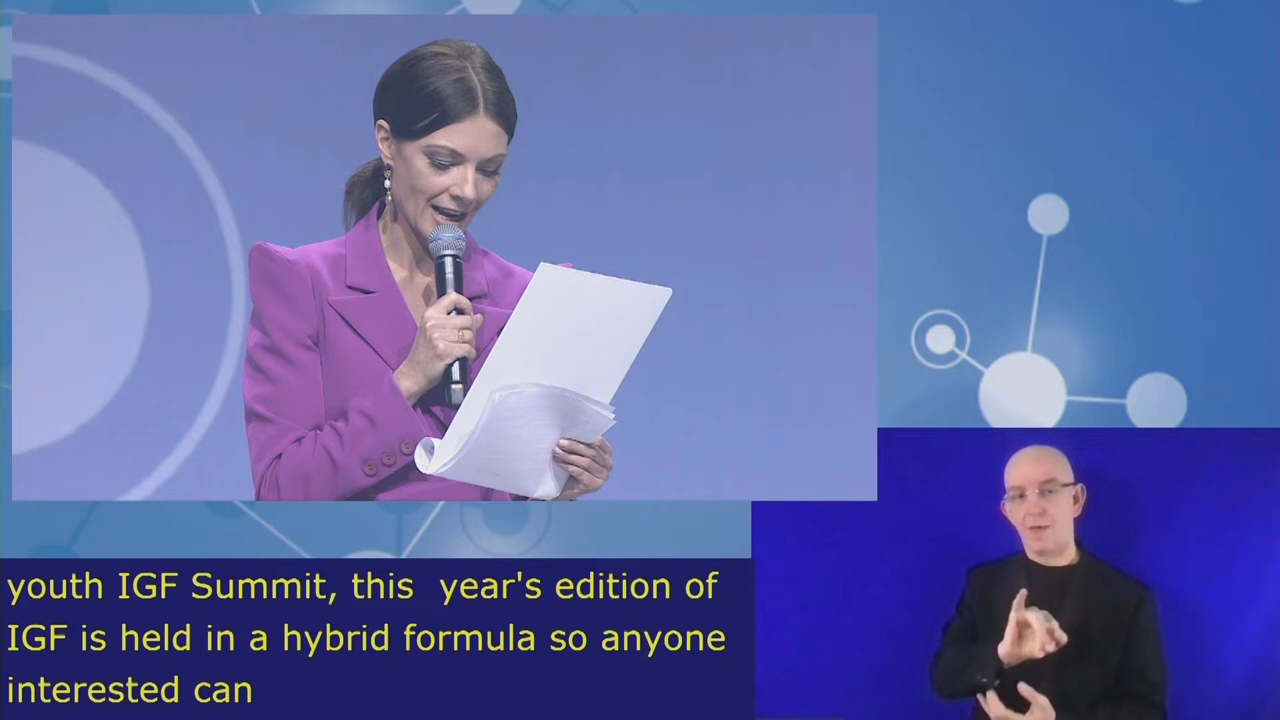 youth IGF Summit, this  year's edition of
IGF is held in a hybrid formula so anyone
interested can